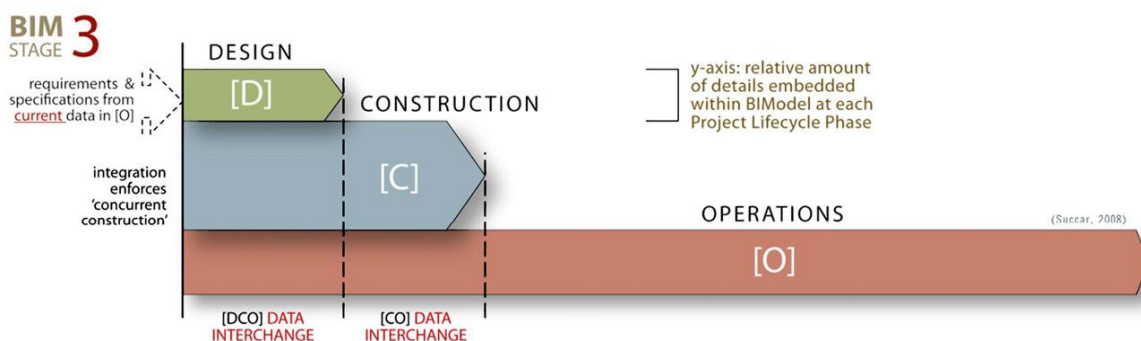 BIM
STAGE 3
DESIGN
requirements &
specifications from
current data in [O]
[D]
CONSTRUCTION
y-axis: relative amount
of details embedded
within BIModel at each
Project Lifecycle Phase
integration
enforces
‘concurrent
construction’
[C]
OPERATIONS
(Succar, 2008)
[O]
[DCO] DATA
INTERCHANGE
[CO] DATA
INTERCHANGE